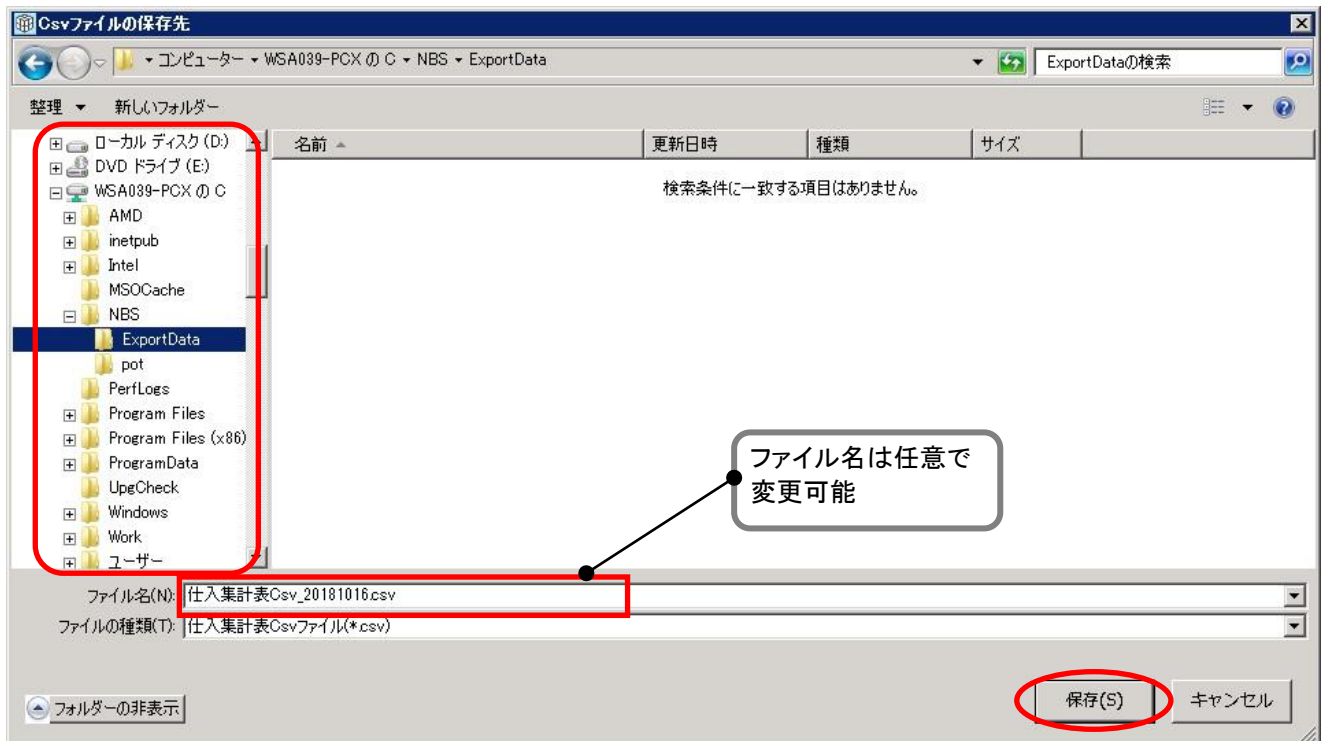 Csvファイルの保存先
コンピューター ▾ WSA039-PCX の C ▾ NBS ▾ ExportData
ExportDataの検索
整理 ▼ 新しいフォルダー
名前 更新日時 種類 サイズ
検索条件に一致する項目はありません。
ローカル ディスク (D:)
DVD ドライブ (E:)
WSA039-PCX の C
AMD
inetpub
Intel
MSOCache
NBS
ExportData
pot
PerfLogs
Program Files
Program Files (x86)
ProgramData
UpgCheck
Windows
Work
ユーザー
ファイル名は任意で
変更可能
ファイル名(N): 仕入集計表Csv_20181016.csv
ファイルの種類(T): 仕入集計表Csvファイル(*.csv)
フォルダーの非表示
保存(S) キャンセル